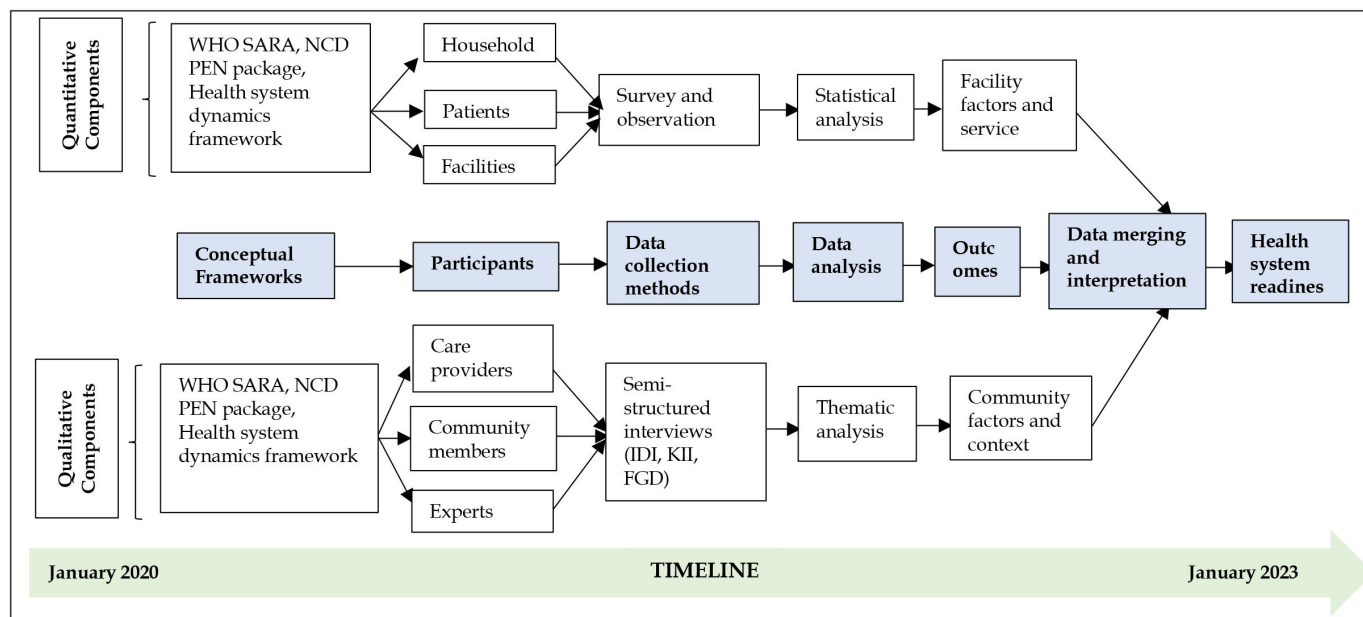 Quantitative
Components
WHO SARA, NCD
PEN package,
Health system
dynamics
framework
Household
Patients
Facilities
Survey and
observation
Statistical
analysis
Facility
factors and
service
Conceptual
Frameworks
Participants
Data
collection
methods
Data
analysis
Outc
omes
Data merging
and
interpretation
Health
system
readines
Qualitative
Components
WHO SARA, NCD
PEN package,
Health system
dynamics framework
Care
providers
Community
members
Experts
Semi-
structured
interviews
(IDI, KII,
FGD)
Thematic
analysis
Community
factors and
context
January 2020
TIMELINE
January 2023